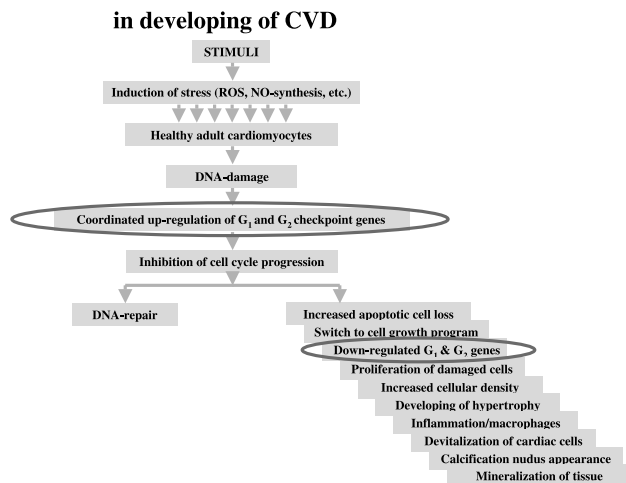 in developing of CVD
STIMULI
Induction of stress (ROS, NO-synthesis, etc.)
Healthy adult cardiomyocytes
DNA-damage
Coordinated up-regulation of G₁ and G₂ checkpoint genes
Inhibition of cell cycle progression
DNA-repair
Increased apoptotic cell loss
Switch to cell growth program
Down-regulated G₁ & G₂ genes
Proliferation of damaged cells
Increased cellular density
Developing of hypertrophy
Inflammation/macrophages
Devitalization of cardiac cells
Calcification nudus appearance
Mineralization of tissue